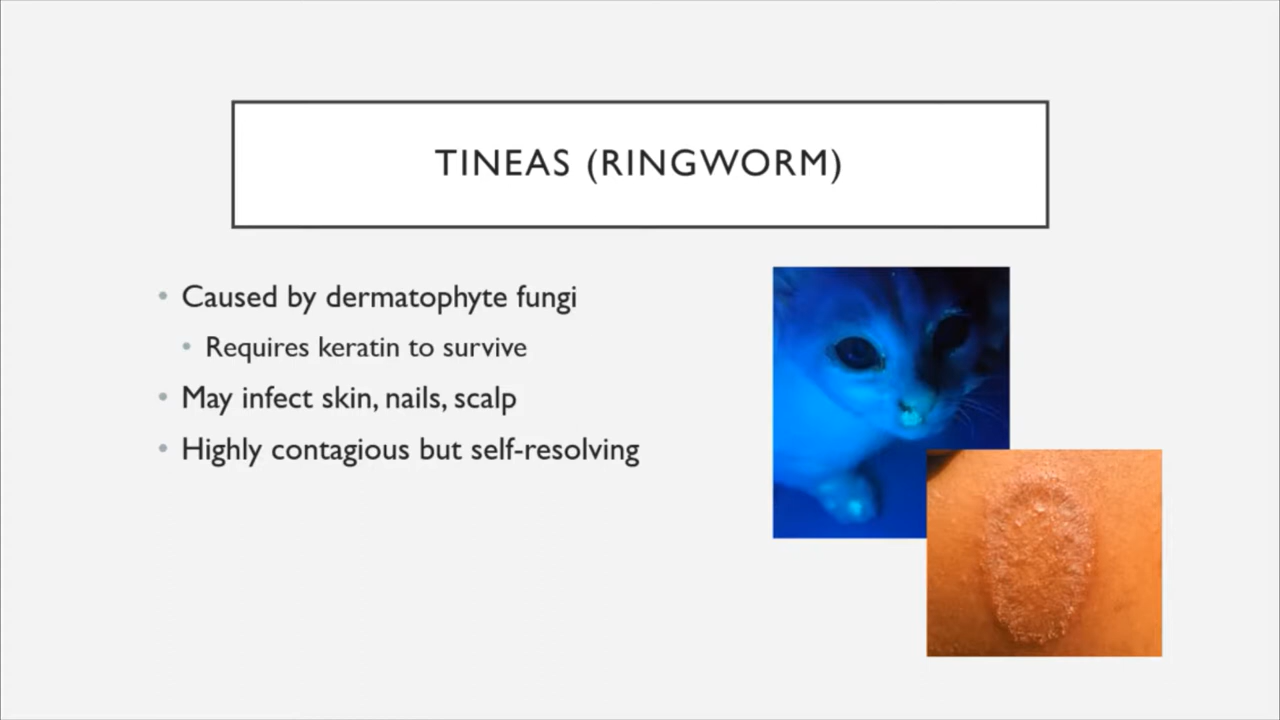 TINEAS (RINGWORM)
• Caused by dermatophyte fungi
• Requires keratin to survive
• May infect skin, nails, scalp
• Highly contagious but self-resolving